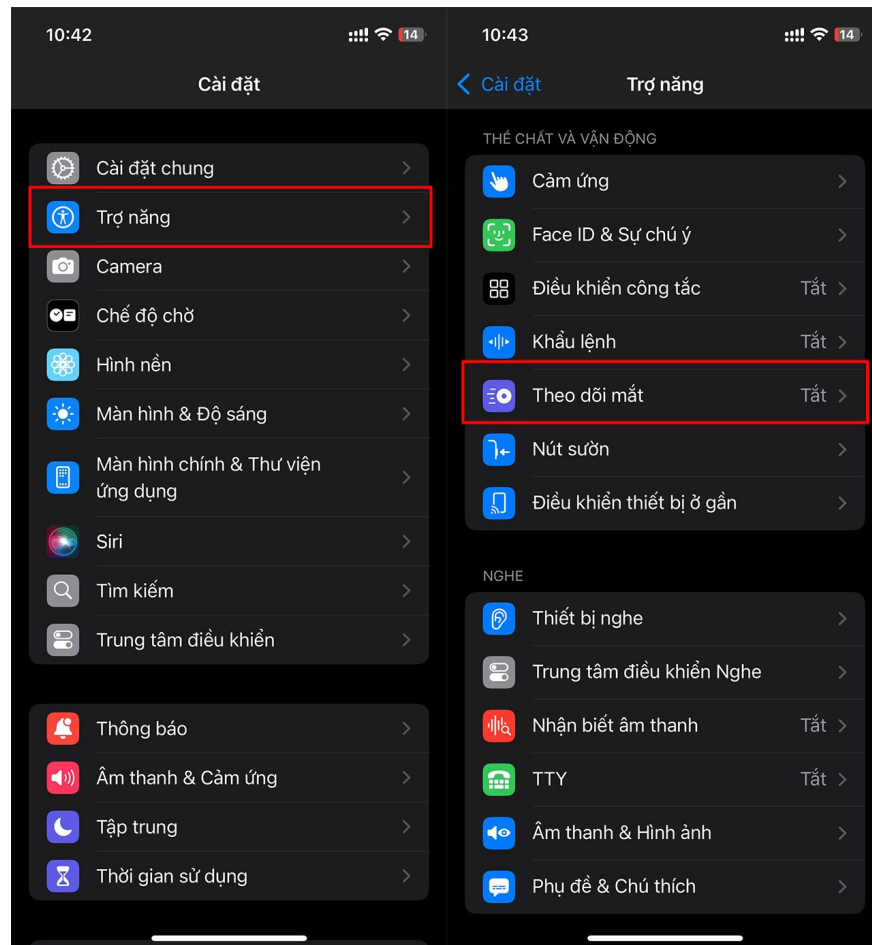 10:42
14
Cài đặt
Cài đặt chung
Trợ năng
Camera
Chế độ chờ
Hình nền
Màn hình & Độ sáng
Màn hình chính & Thư viện
ứng dụng
Siri
Tìm kiếm
Trung tâm điều khiển
Thông báo
Âm thanh & Cảm ứng
Tập trung
Thời gian sử dụng
10:43
14
Cài đặt
Trợ năng
THỂ CHẤT VÀ VẬN ĐỘNG
Cảm ứng
Face ID & Sự chú ý
Điều khiển công tắc Tắt
Khẩu lệnh Tắt
Theo dõi mắt Tắt
Nút sườn
Điều khiển thiết bị ở gần
NGHE
Thiết bị nghe
Trung tâm điều khiển Nghe
Nhận biết âm thanh Tắt
TTY Tắt
Âm thanh & Hình ảnh
Phụ đề & Chú thích